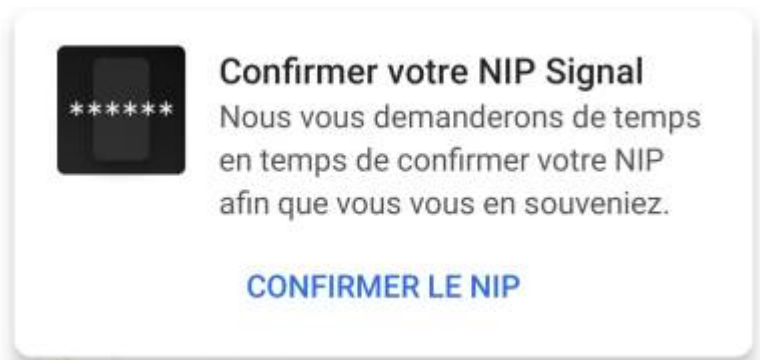 Confirmer votre NIP Signal
******
Nous vous demanderons de temps
en temps de confirmer votre NIP
afin que vous vous en souveniez.
CONFIRMER LE NIP